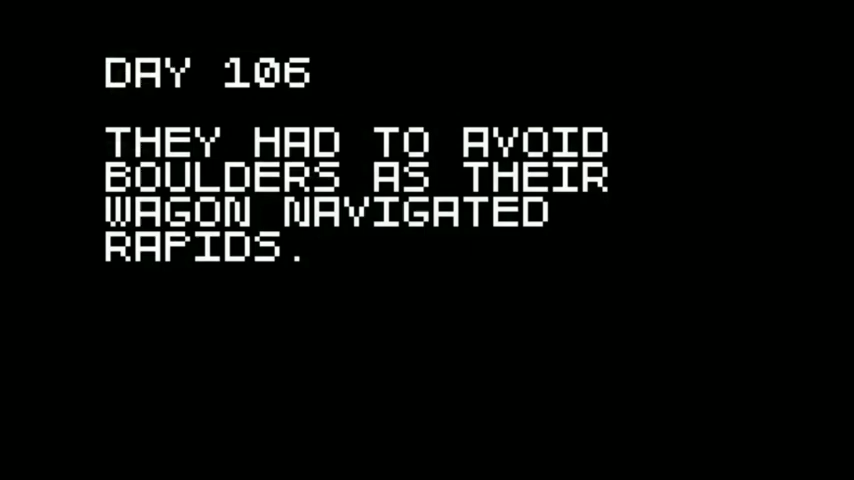 DAY 106
THEY HAD TO AVOID
BOULDERS AS THEIR
WAGON NAVIGATED
RAPIDS.